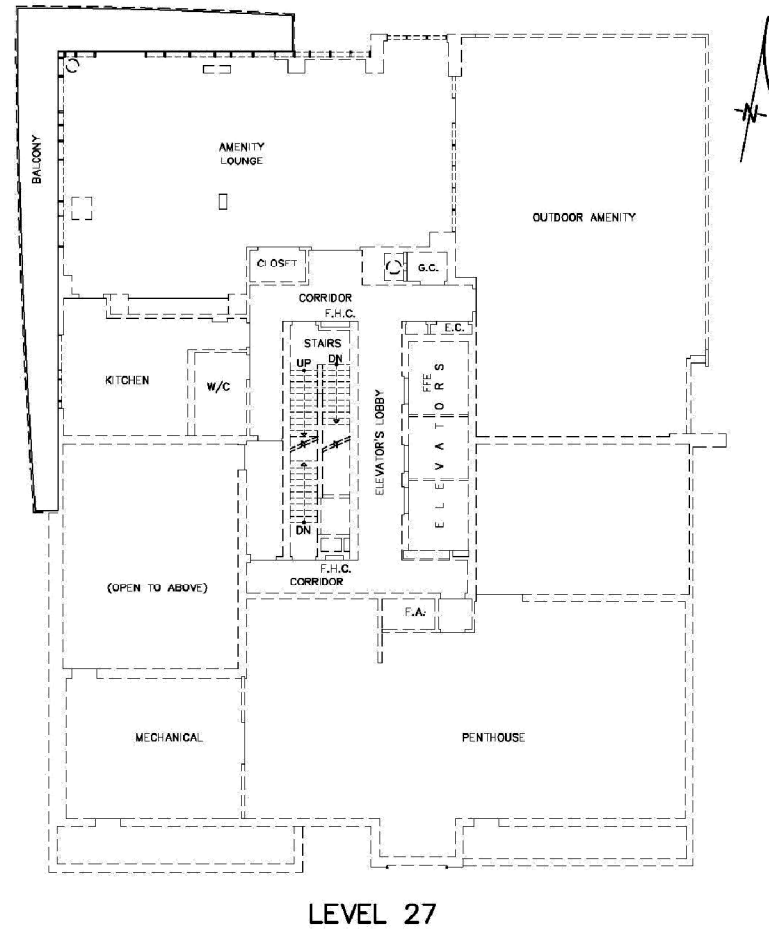 N
BALCONY
AMENITY
LOUNGE
OUTDOOR AMENITY
CLOSET
G.C.
CORRIDOR
F.H.C.
E.C.
STAIRS
UP
DN
KITCHEN
W/C
ELEVATOR'S LOBBY
FFE
ELEVATORS
DN
F.H.C.
CORRIDOR
(OPEN TO ABOVE)
F.A.
MECHANICAL
PENTHOUSE
LEVEL 27